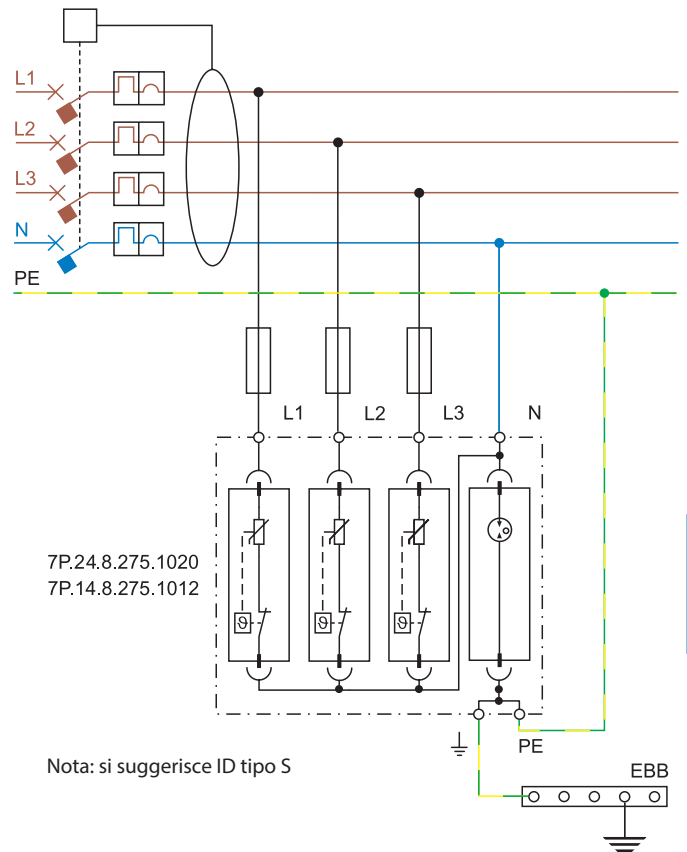 L1
L2
L3
N
PE
L1 L2 L3 N
7P.24.8.275.1020
7P.14.8.275.1012
ϑ ϑ ϑ
PE
Nota: si suggerisce ID tipo S
EBB